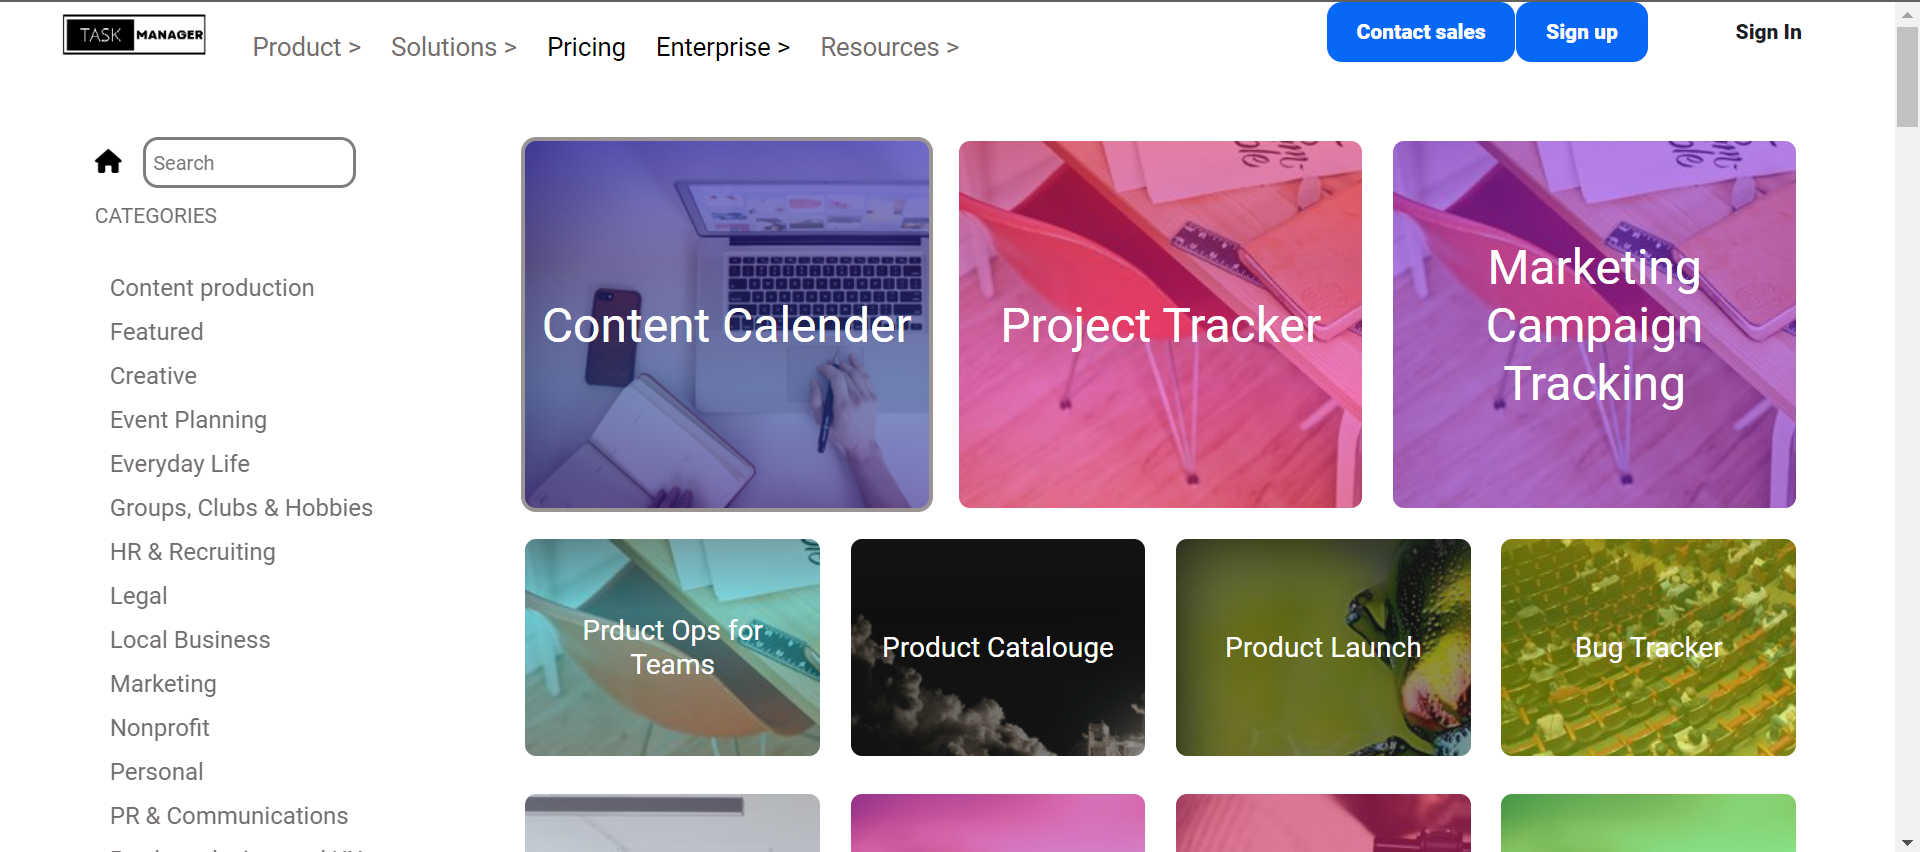 TASK MANAGER
Product > Solutions > Pricing Enterprise > Resources >
Contact sales Sign up Sign In
Search
CATEGORIES
Content production
Featured
Creative
Event Planning
Everyday Life
Groups, Clubs & Hobbies
HR & Recruiting
Legal
Local Business
Marketing
Nonprofit
Personal
PR & Communications
Content Calender
Project Tracker
Marketing
Campaign
Tracking
Prduct Ops for
Teams
Product Catalouge
Product Launch
Bug Tracker